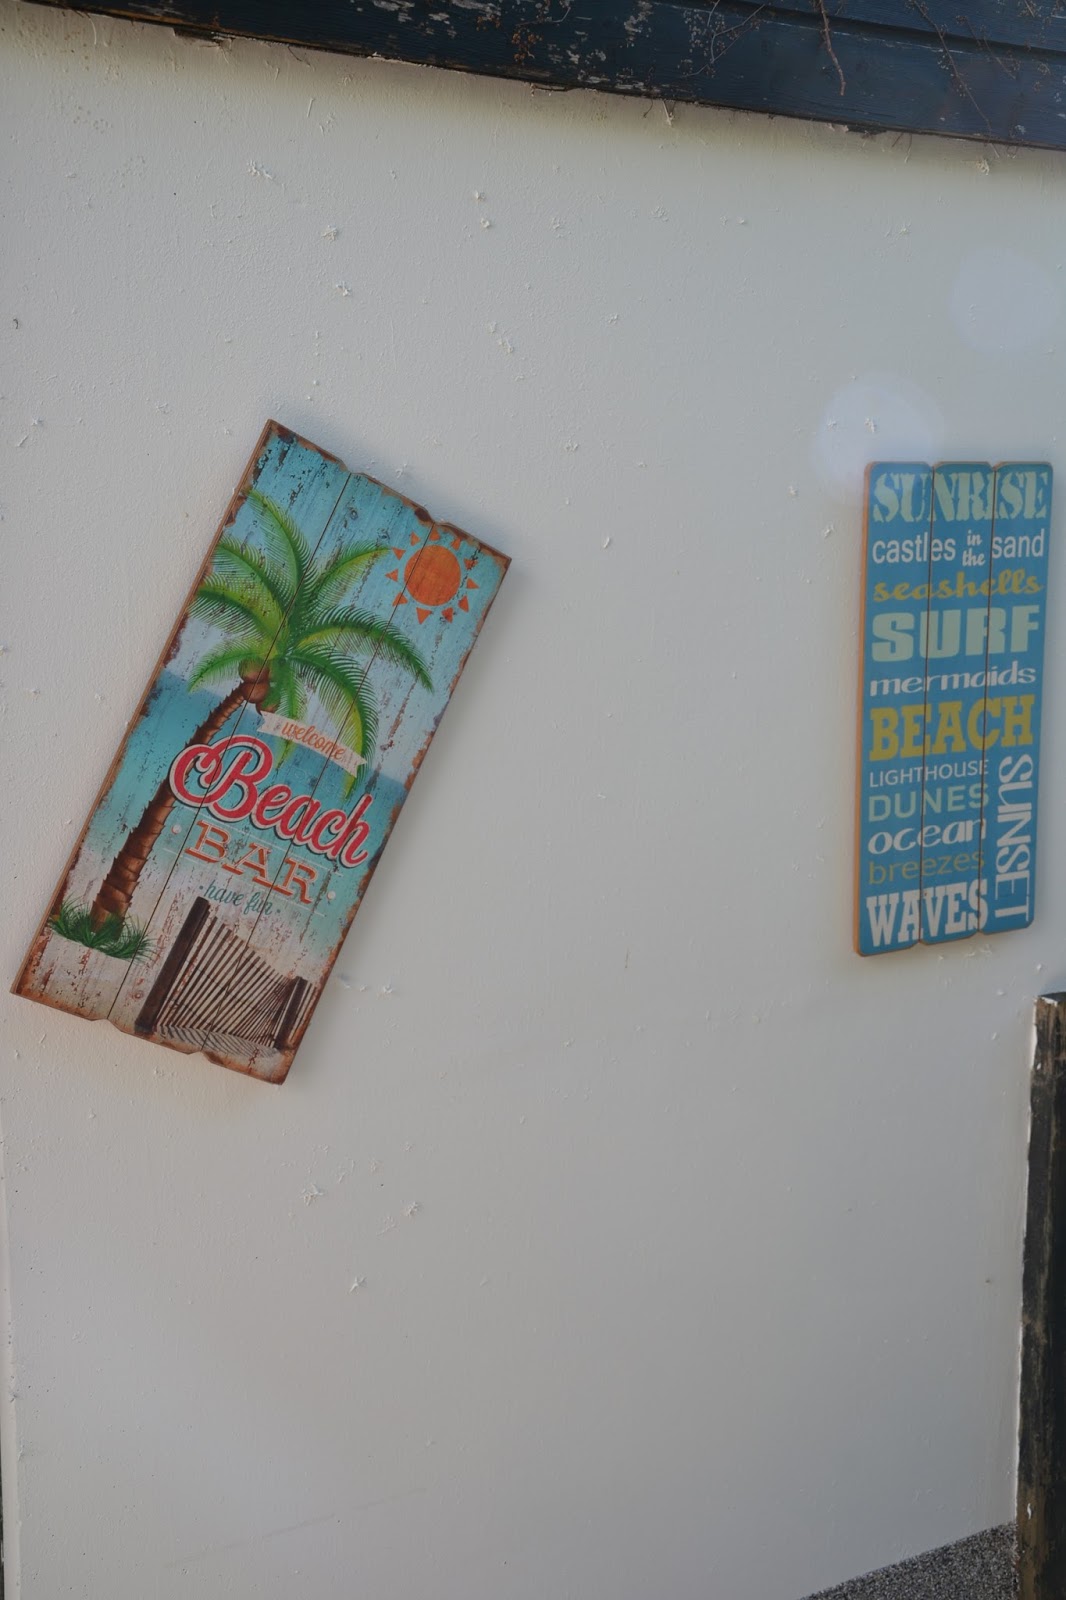 welcome
Beach
BAR
• have fun •
SUNRISE
castles in the sand
seashells
SURF
mermaids
BEACH
LIGHTHOUSE
DUNES
ocean
breezes
WAVES
SUNSET